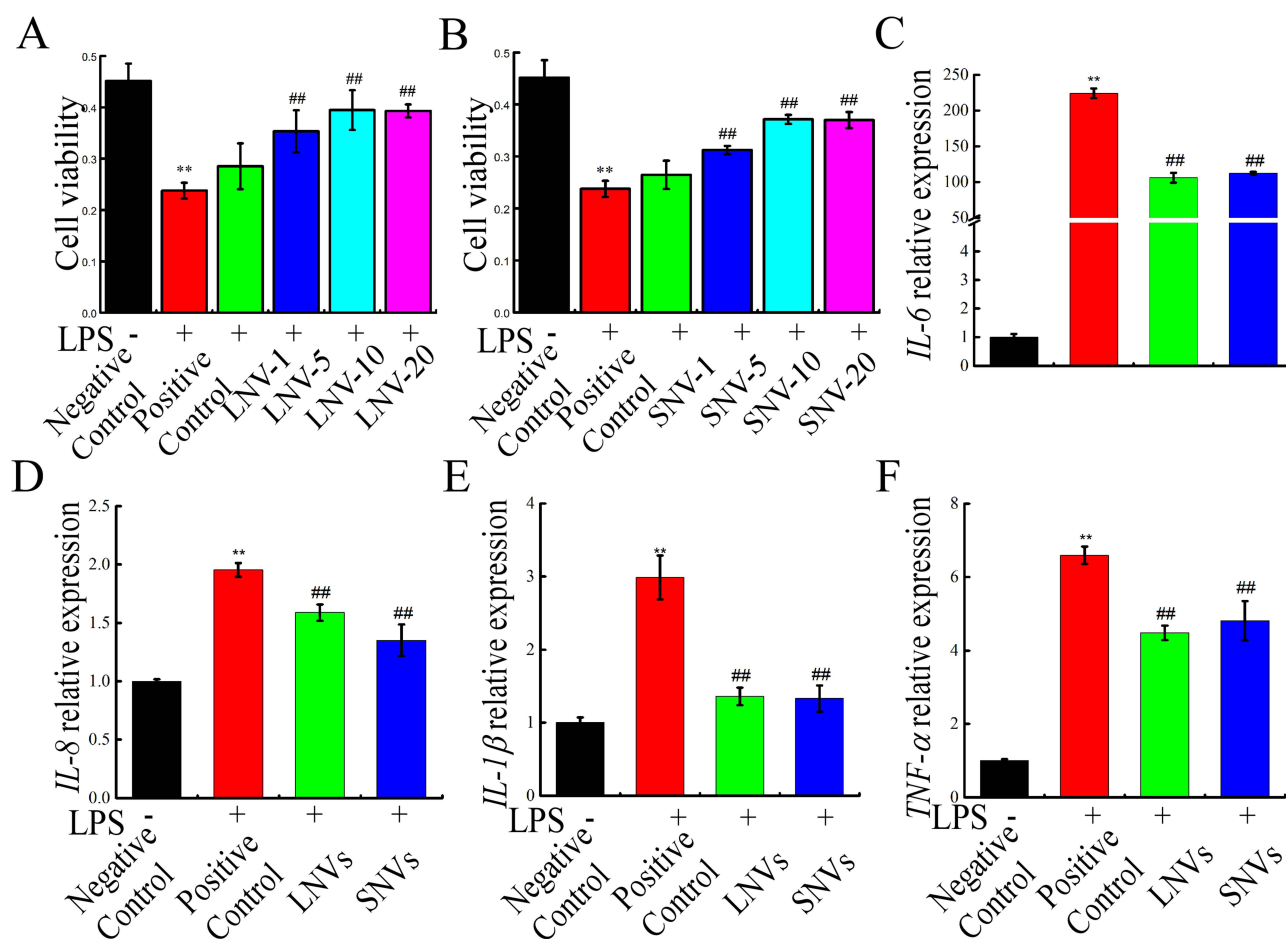 A
Cell viability
0.5
0.4
0.3
0.2
0.1
0.0
**
##
##
##
LPS - + + + + +
Negative Control
Positive Control
LNV-1
LNV-5
LNV-10
LNV-20
B
Cell viability
0.5
0.4
0.3
0.2
0.1
0.0
**
##
##
##
LPS - + + + + +
Negative Control
Positive Control
SNV-1
SNV-5
SNV-10
SNV-20
C
IL-6 relative expression
250
200
150
100
50
4
3
2
1
0
**
##
##
D
IL-8 relative expression
2.5
2.0
1.5
1.0
0.5
0.0
**
##
##
LPS - + + +
Negative Control
Positive Control
LNVs
SNVs
E
IL-1β relative expression
4
3
2
1
0
**
##
##
LPS - + + +
Negative Control
Positive Control
LNVs
SNVs
F
TNF-α relative expression
8
6
4
2
0
**
##
##
LPS - + + +
Negative Control
Positive Control
LNVs
SNVs